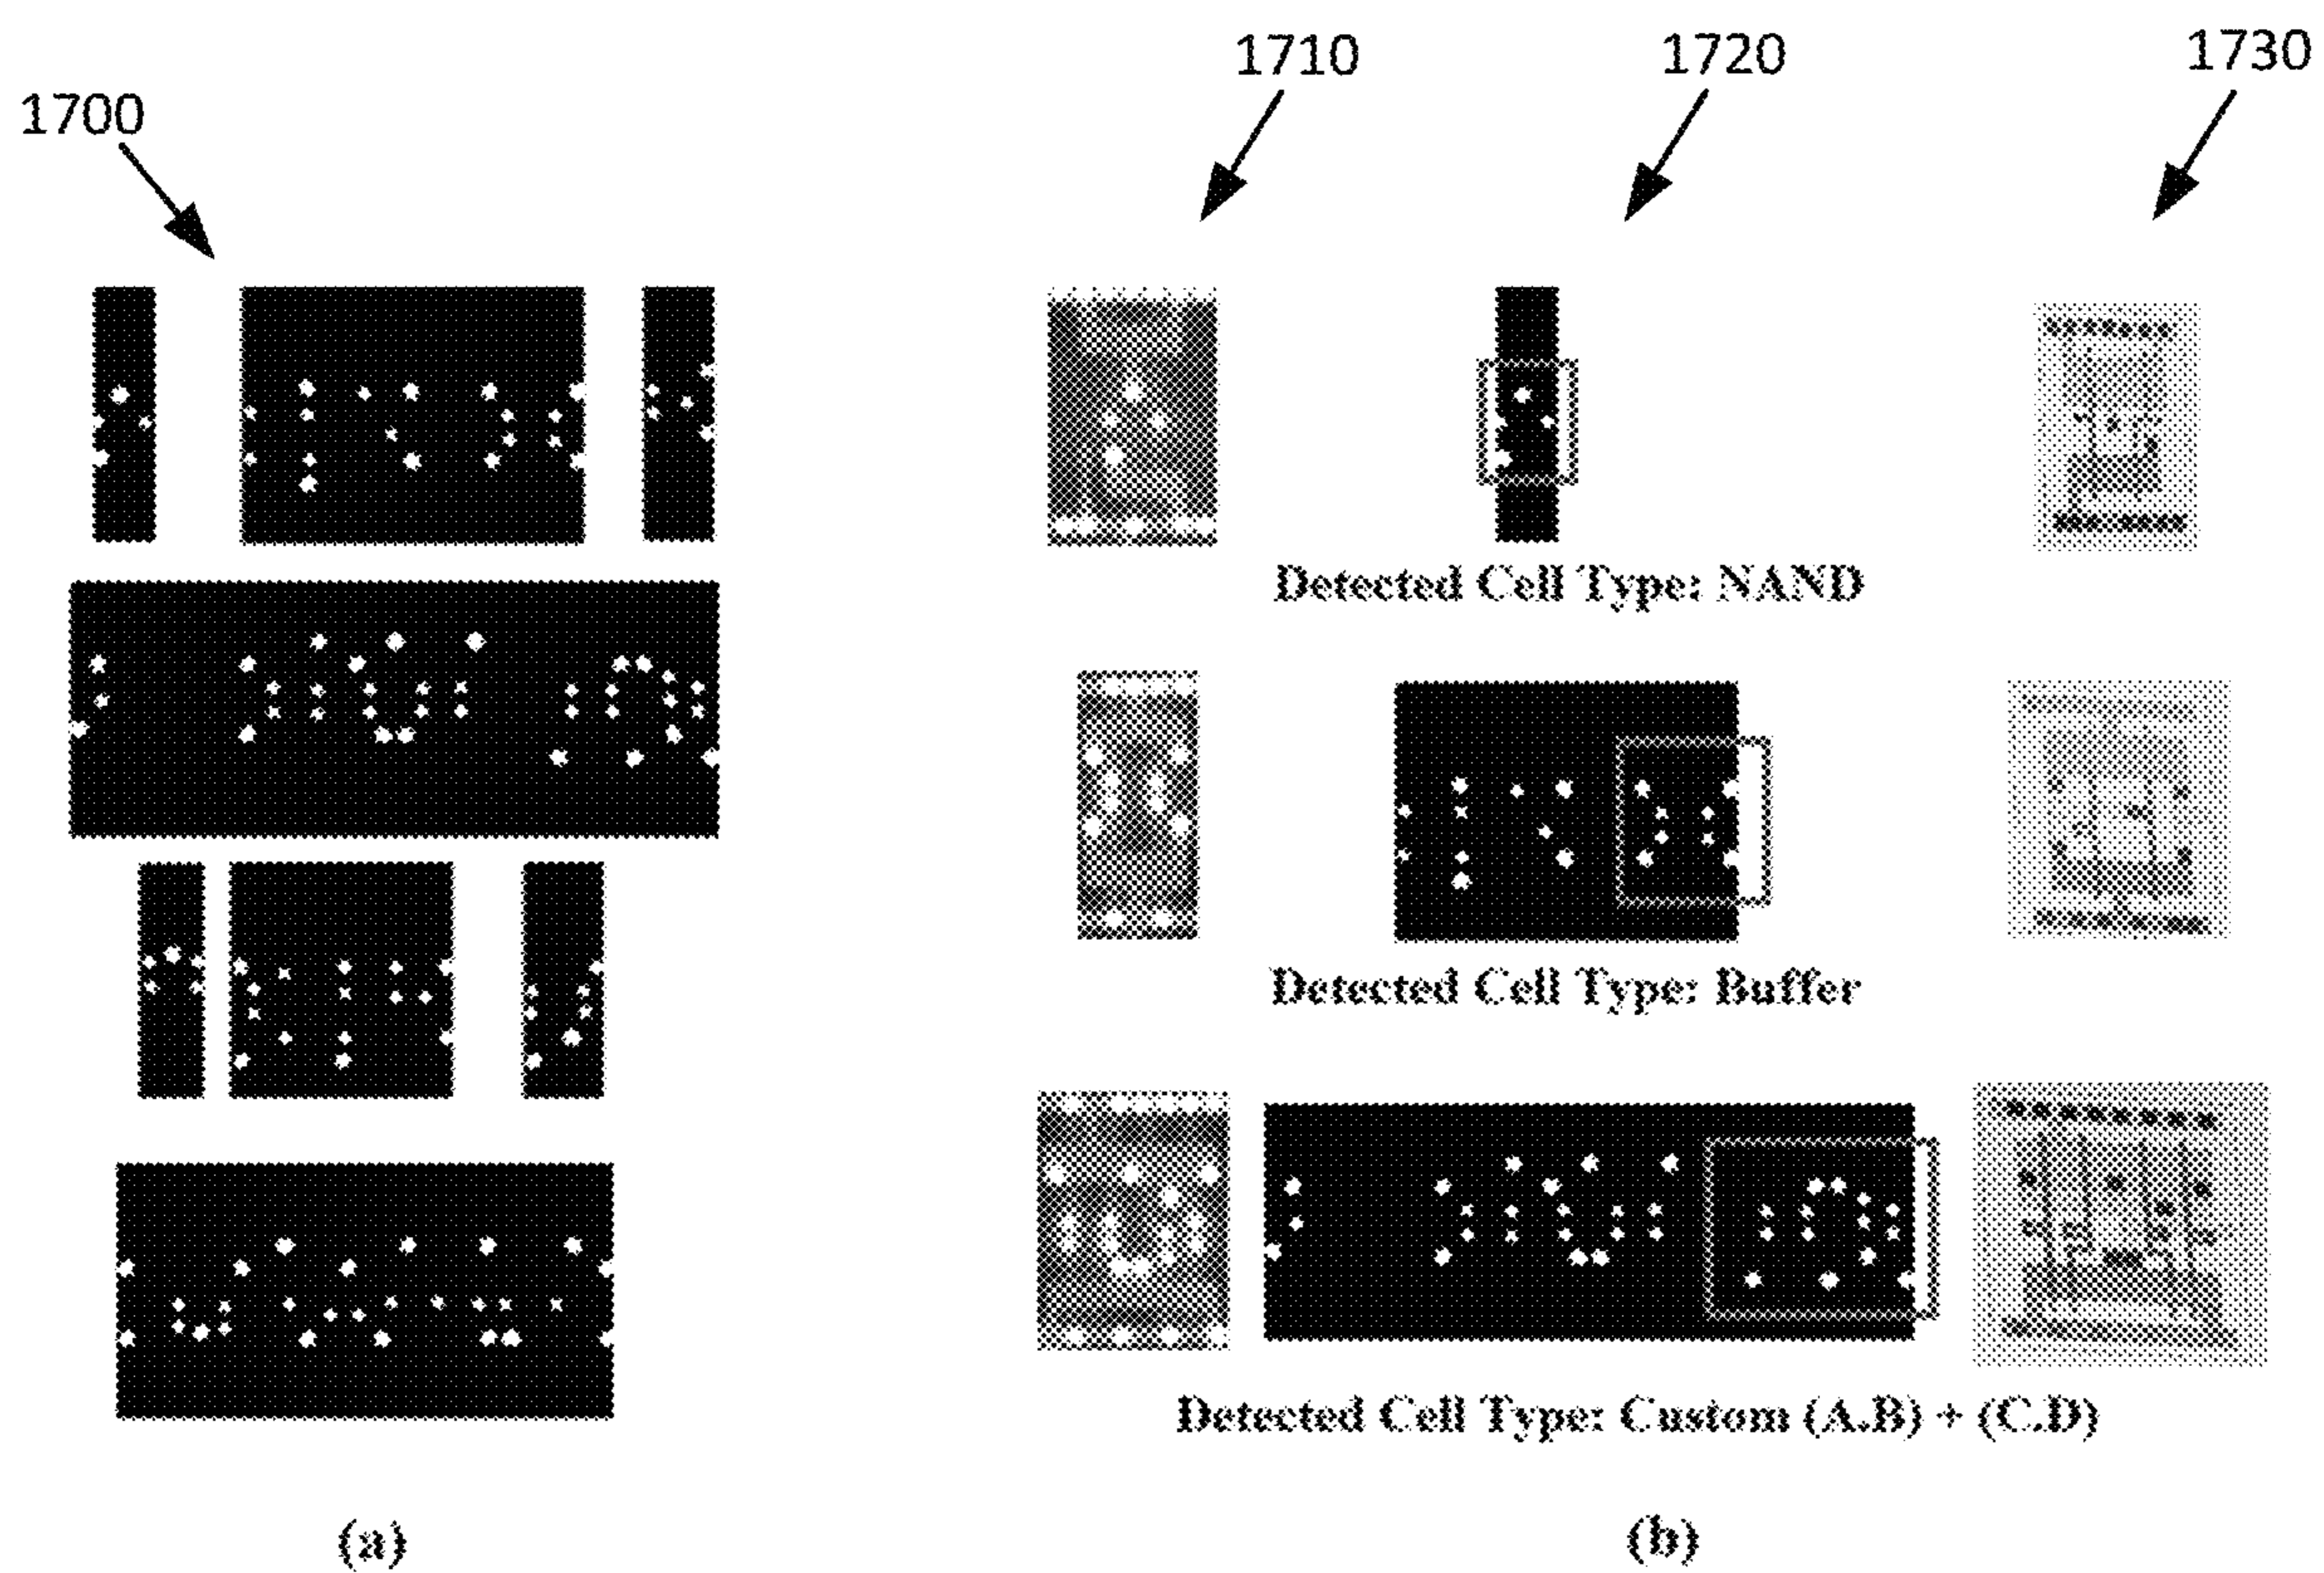 1710 1720 1730
1700
Detected Cell Type: NAND
Detected Cell Type: Buffer
Detected Cell Type: Custom (A.B) + (C.D)
(a) (b)